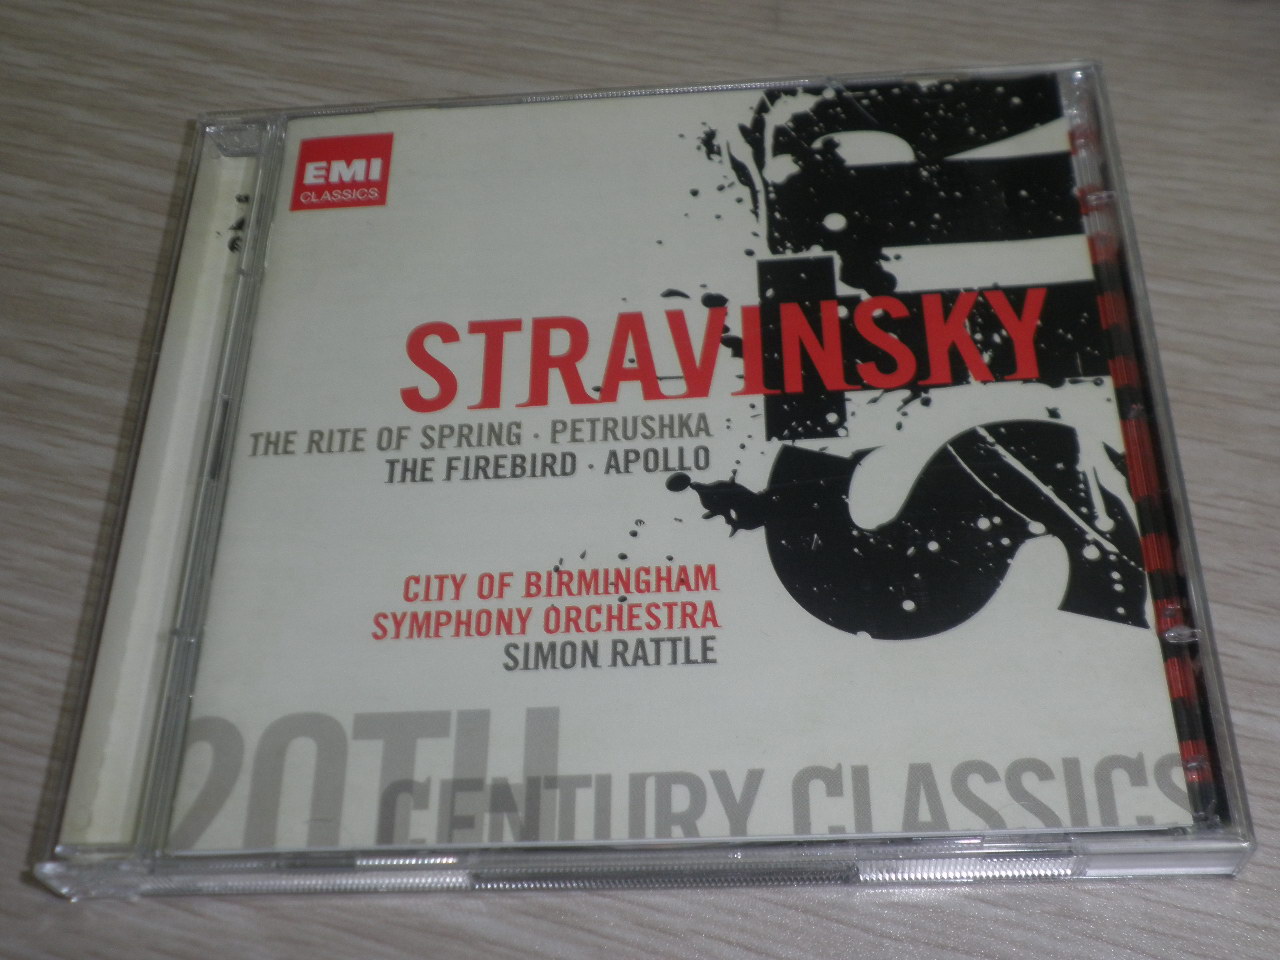 EMI
CLASSICS
STRAVINSKY
THE RITE OF SPRING · PETRUSHKA
THE FIREBIRD · APOLLO
CITY OF BIRMINGHAM
SYMPHONY ORCHESTRA
SIMON RATTLE
20TH
CENTURY CLASSICS